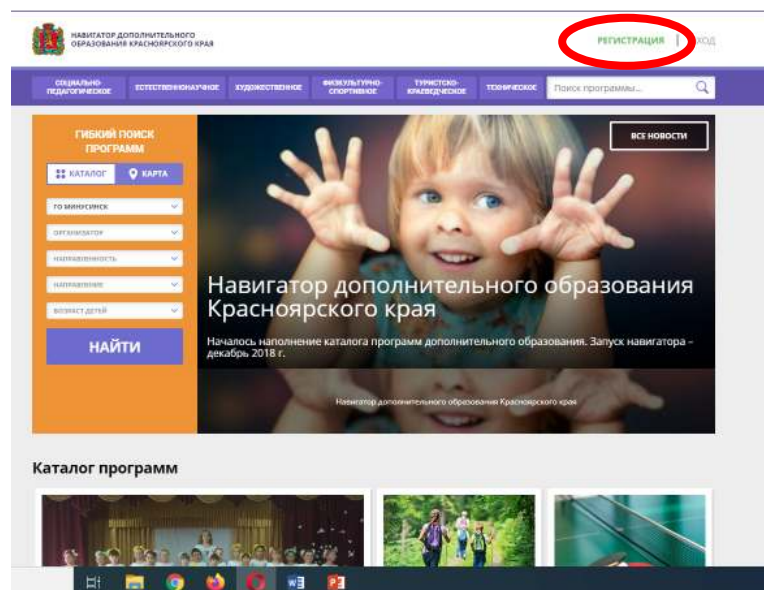 НАВИГАТОР ДОПОЛНИТЕЛЬНОГО
ОБРАЗОВАНИЯ КРАСНОЯРСКОГО КРАЯ
РЕГИСТРАЦИЯ
СОЦИАЛЬНО-
ПЕДАГОГИЧЕСКОЕ
ЕСТЕСТВЕННОНАУЧНОЕ
ХУДОЖЕСТВЕННОЕ
ФИЗКУЛЬТУРНО-
СПОРТИВНОЕ
ТУРИСТСКО-
КРАЕВЕДЧЕСКОЕ
ТЕХНИЧЕСКОЕ
Поиск программы...
ГИБКИЙ ПОИСК
ПРОГРАММ
КАТАЛОГ
КАРТА
ГО МИНУСИНСК
ОРГАНИЗАТОР
НАПРАВЛЕННОСТЬ
НАПРАВЛЕНИЕ
ВОЗРАСТ ДЕТЕЙ
НАЙТИ
ВСЕ НОВОСТИ
Навигатор дополнительного образования
Красноярского края
Началось наполнение каталога программ дополнительного образования. Запуск навигатора –
декабрь 2018 г.
Навигатор дополнительного образования Красноярского края
Каталог программ